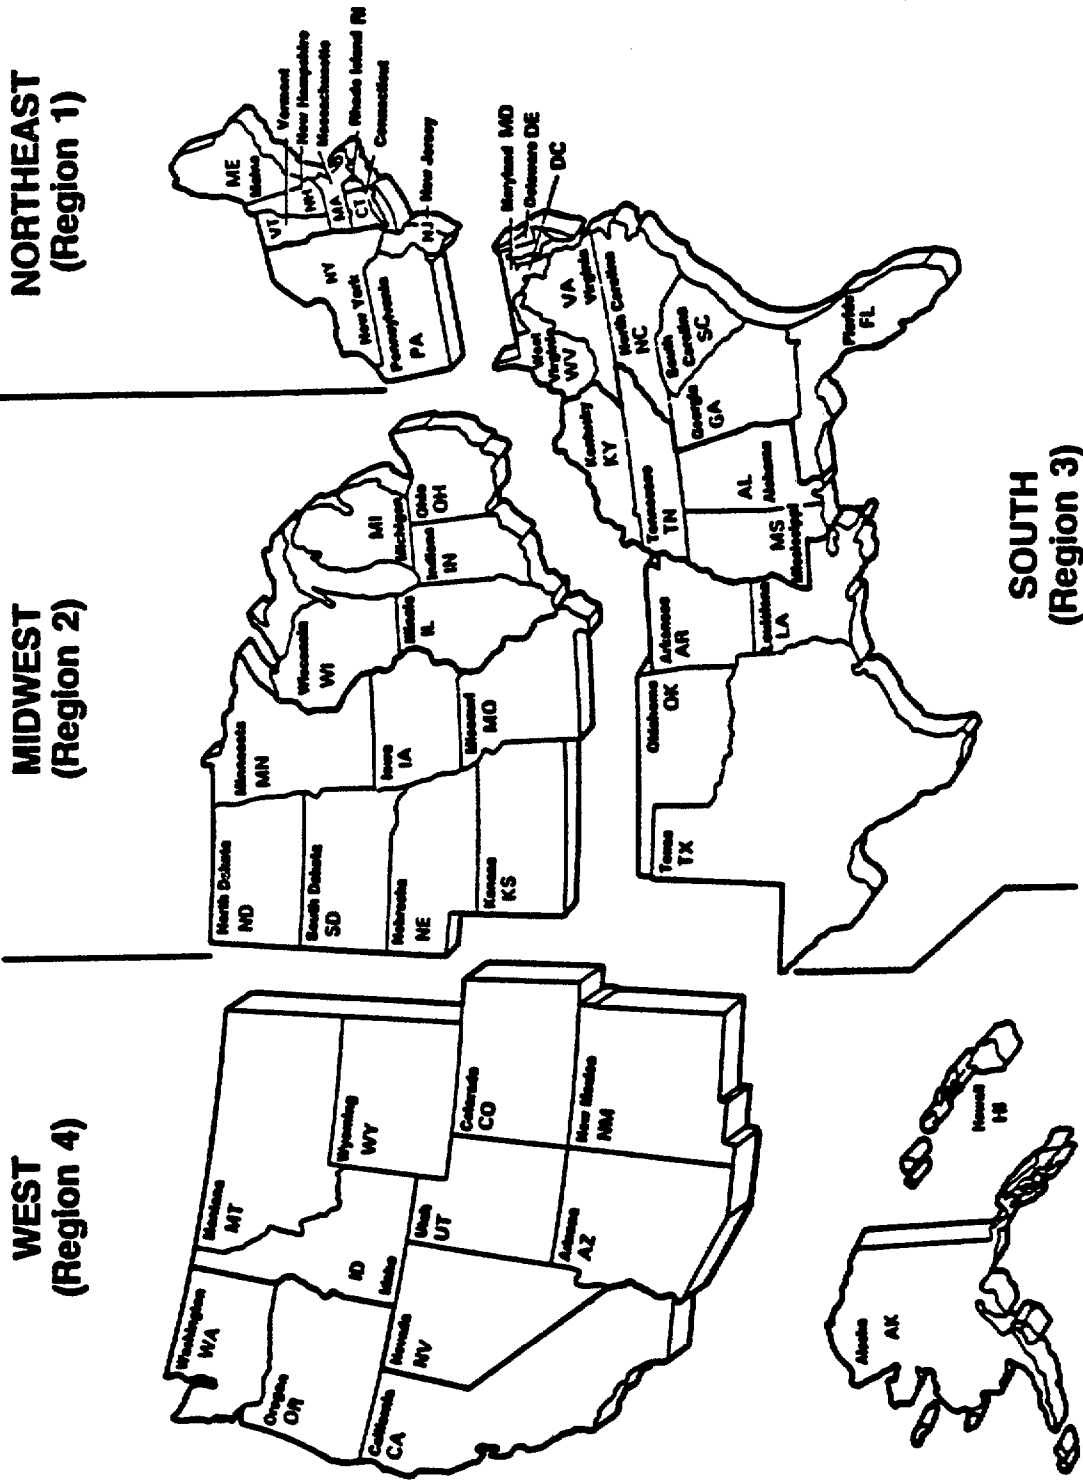 WEST
(Region 4)
MIDWEST
(Region 2)
NORTHEAST
(Region 1)
Washington
WA
Oregon
OR
California
CA
Nevada
NV
ID
Idaho
Montana
MT
Wyoming
WY
Utah
UT
Colorado
CO
Arizona
AZ
New Mexico
NM
Alaska
AK
Hawaii
HI
North Dakota
ND
South Dakota
SD
Nebraska
NE
Kansas
KS
Minnesota
MN
Iowa
IA
Missouri
MO
Wisconsin
WI
Illinois
IL
MI
Michigan
Indiana
IN
Ohio
OH
ME
Maine
VT
Vermont
NH
New Hampshire
MA
Massachusetts
Rhode Island RI
CT
Connecticut
NY
New York
Pennsylvania
PA
NJ
New Jersey
Maryland MD
Delaware DE
DC
West
Virginia
WV
VA
Virginia
Kentucky
KY
North Carolina
NC
Tennessee
TN
South
Carolina
SC
Georgia
GA
AL
Alabama
MS
Mississippi
Florida
FL
Arkansas
AR
Louisiana
LA
Oklahoma
OK
Texas
TX
SOUTH
(Region 3)